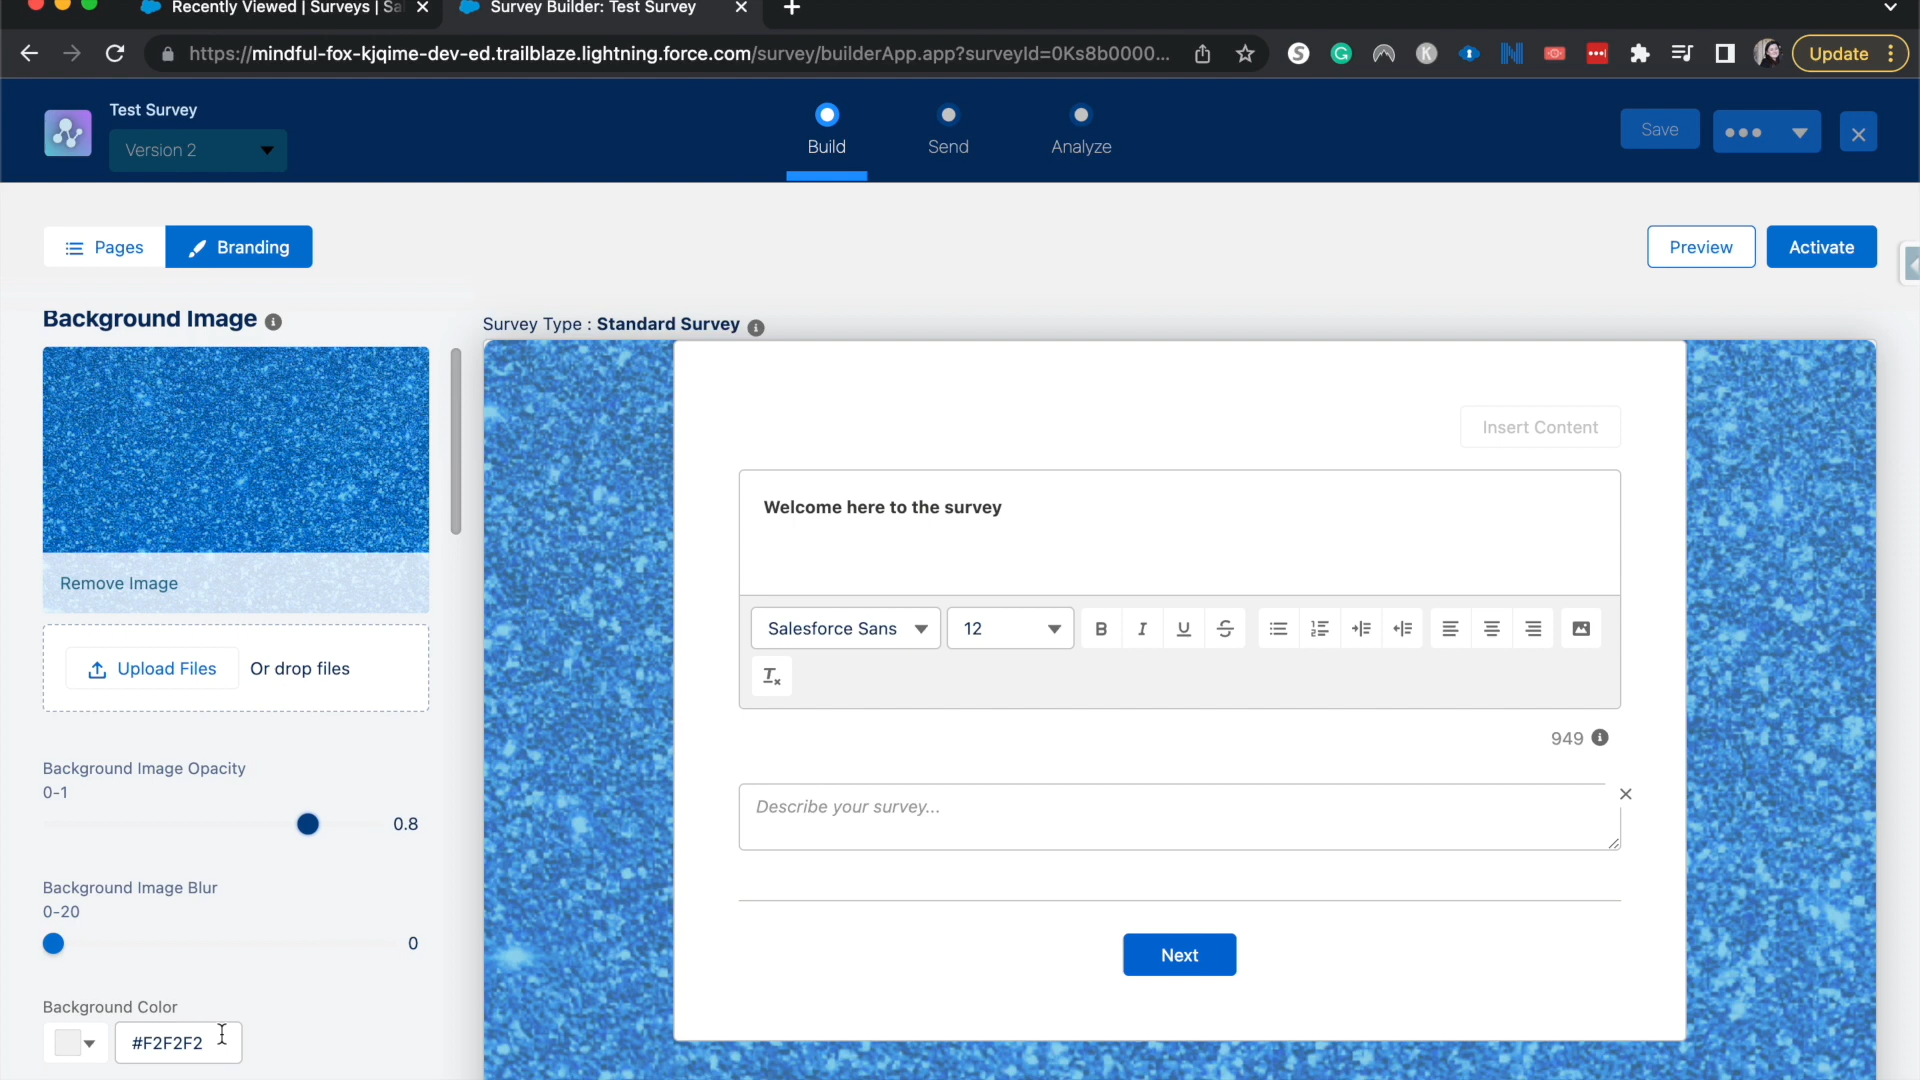 Recently Viewed | Surveys | Sa
Survey Builder: Test Survey
https://mindful-fox-kjqime-dev-ed.trailblaze.lightning.force.com/survey/builderApp.app?surveyId=0Ks8b0000...
Update
Test Survey
Version 2
Build
Send
Analyze
Save
Pages
Branding
Preview
Activate
Background Image
Survey Type : Standard Survey
Insert Content
Welcome here to the survey
Remove Image
Salesforce Sans
12
Upload Files
Or drop files
949
Background Image Opacity
0-1
0.8
Describe your survey...
Background Image Blur
0-20
0
Next
Background Color
#F2F2F2